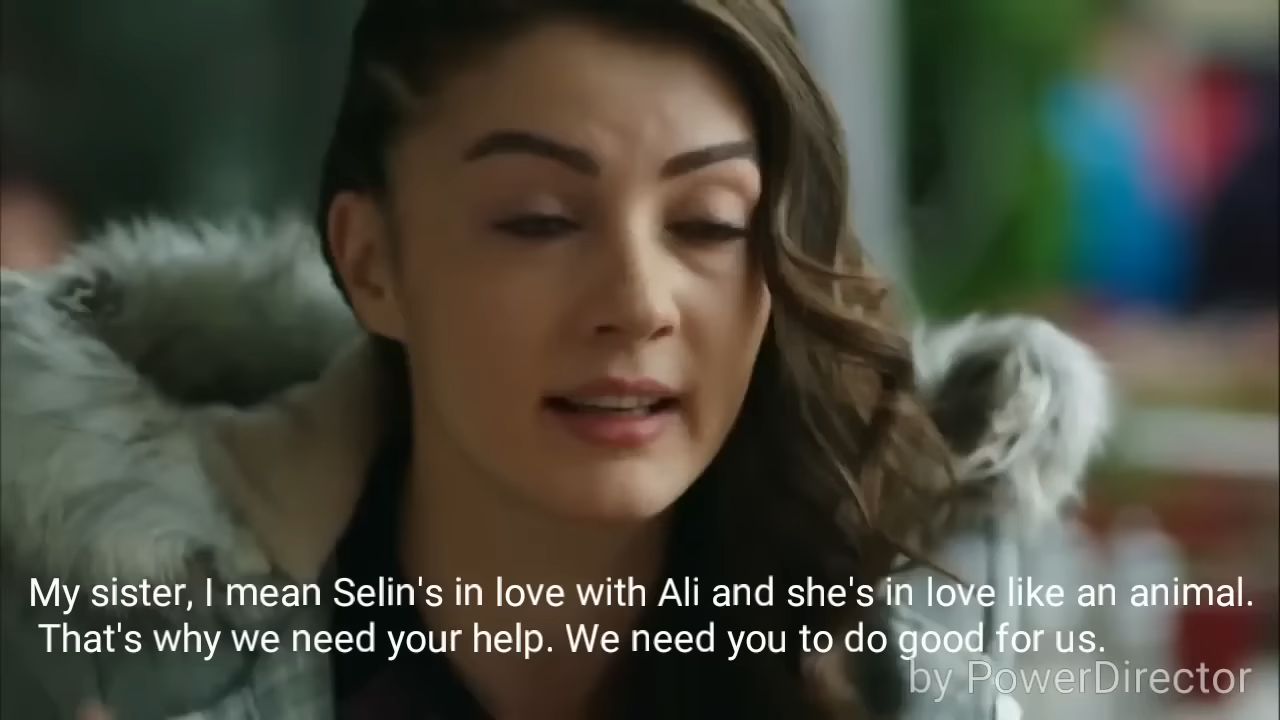 My sister, I mean Selin's in love with Ali and she's in love like an animal.
That's why we need your help. We need you to do good for us.
by PowerDirector